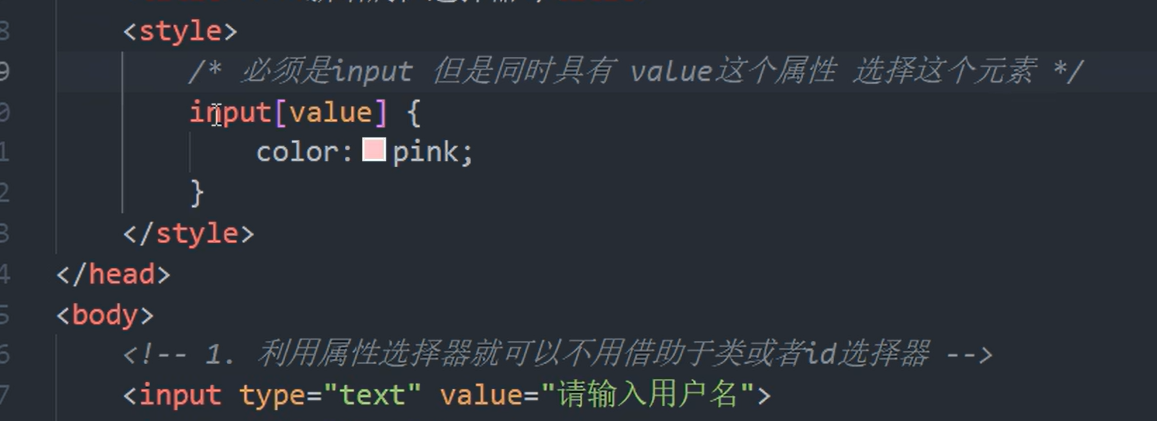 8 <style>
9 /* 必须是input 但是同时具有 value这个属性 选择这个元素 */
0 input[value] {
1 color: pink;
2 }
3 </style>
4 </head>
5 <body>
6 <!-- 1. 利用属性选择器就可以不用借助于类或者id选择器 -->
7 <input type="text" value="请输入用户名">